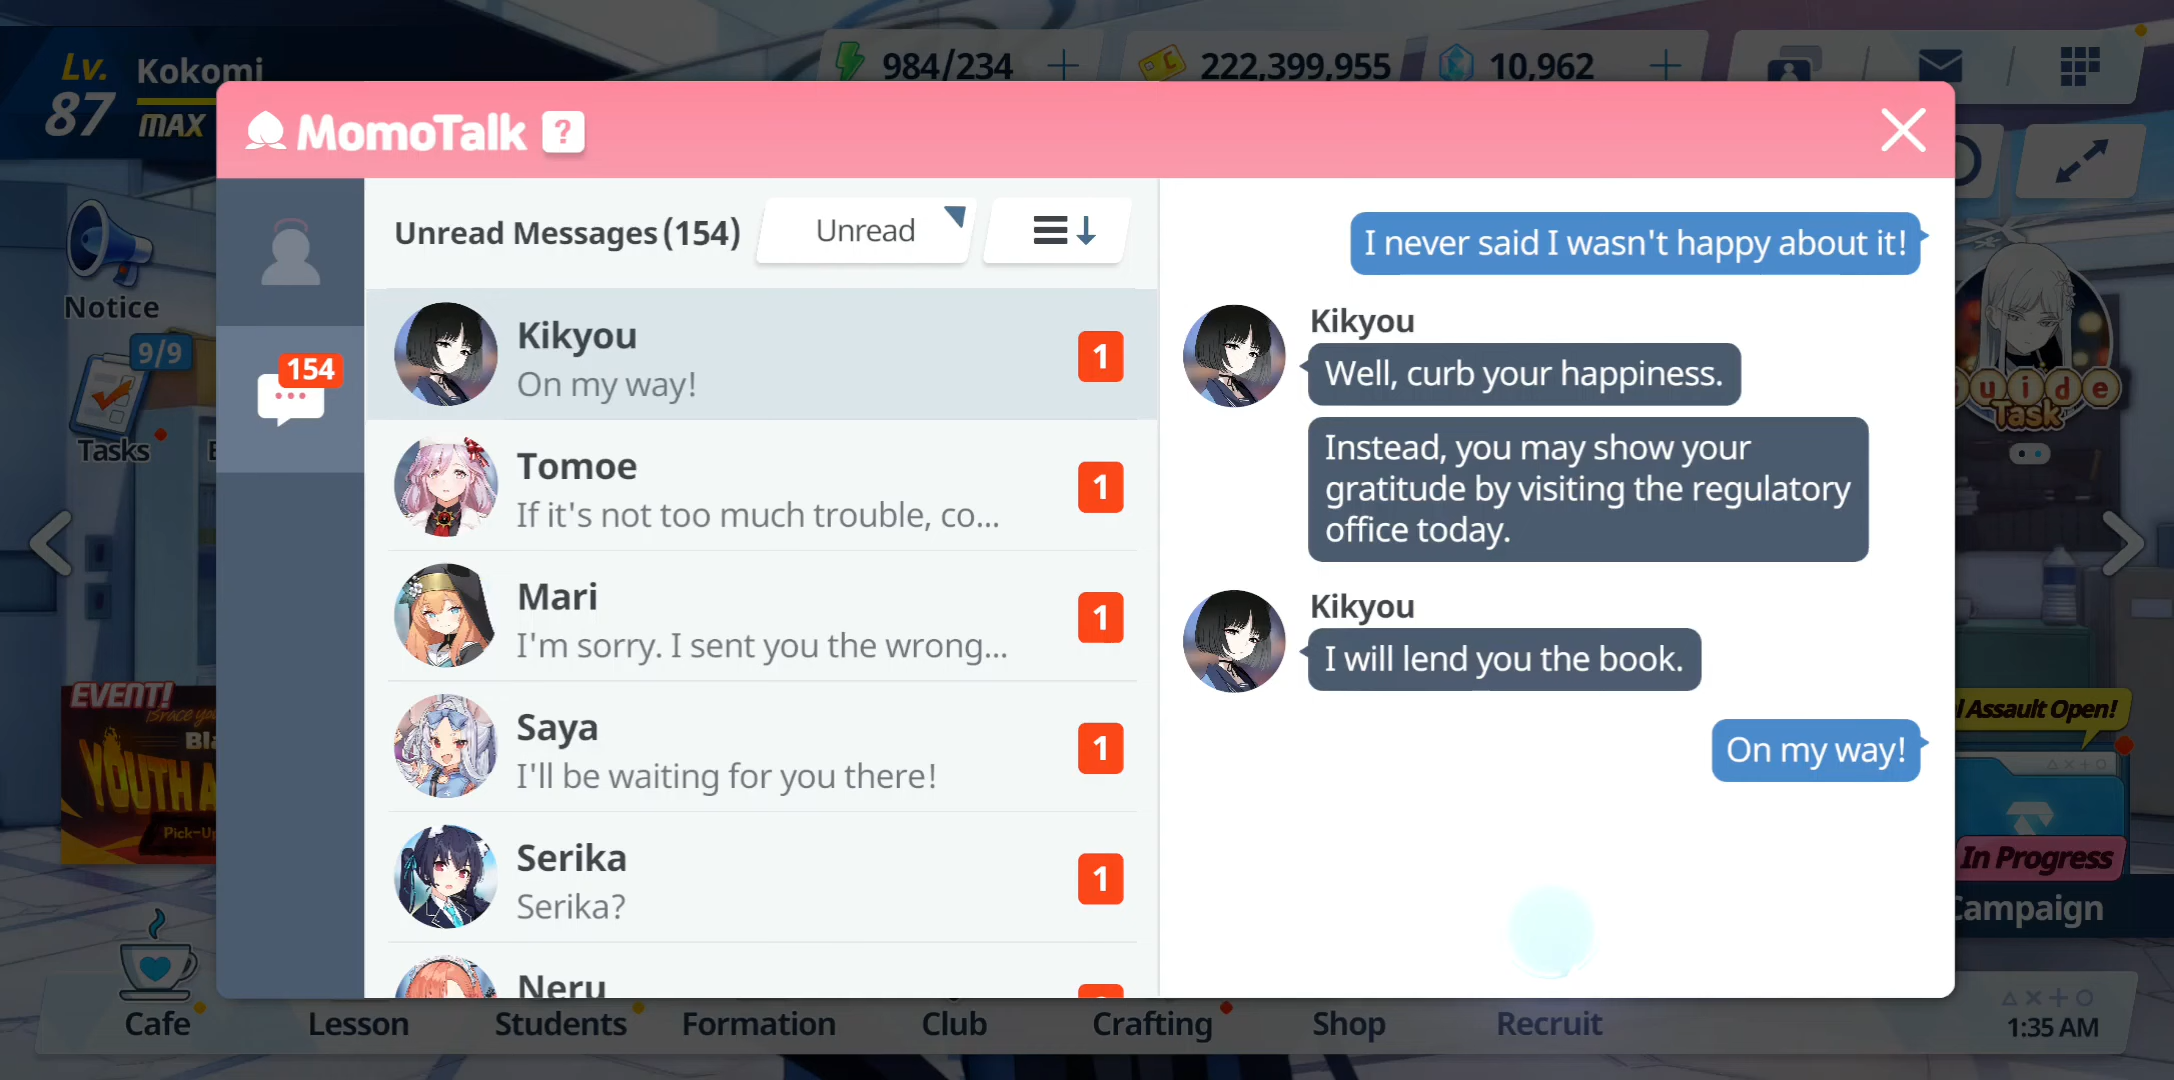 Lv.
87
Kokomi
MAX
984/234
222,399,955
10,962
MomoTalk ?
Unread Messages (154)
Unread
154
Kikyou
On my way!
1
Tomoe
If it's not too much trouble, co...
1
Mari
I'm sorry. I sent you the wrong...
1
Saya
I'll be waiting for you there!
1
Serika
Serika?
1
Neru
I never said I wasn't happy about it!
Kikyou
Well, curb your happiness.
Instead, you may show your
gratitude by visiting the regulatory
office today.
Kikyou
I will lend you the book.
On my way!
Notice
9/9
Tasks
EVENT!
YOUTH A
Pick-Up
uide
Task
l Assault Open!
In Progress
Campaign
Cafe
Lesson
Students
Formation
Club
Crafting
Shop
Recruit
1:35 AM